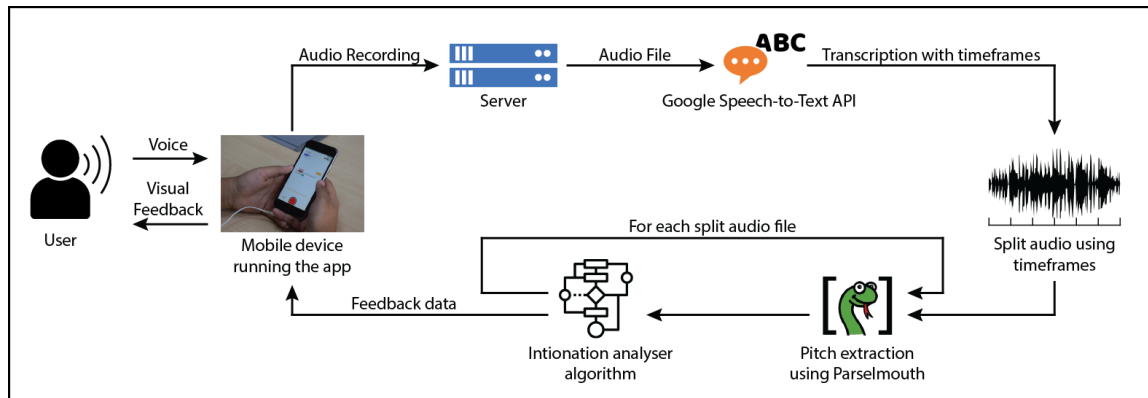 ABC
Audio Recording
Audio File
Transcription with timeframes
Server
Google Speech-to-Text API
Voice
Visual
Feedback
User
Mobile device
running the app
For each split audio file
Split audio using
timeframes
Feedback data
Intionation analyser
algorithm
Pitch extraction
using Parselmouth